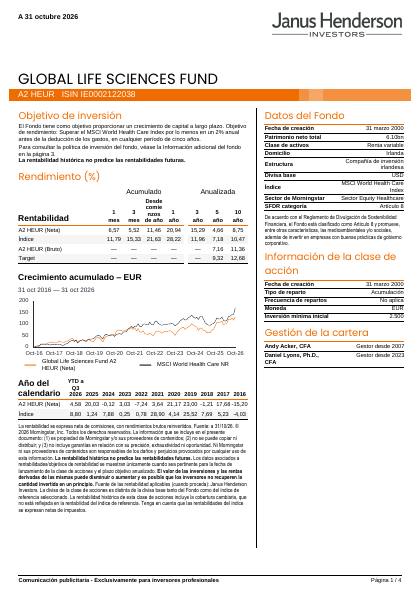 A 31 octubre 2026
Janus Henderson
INVESTORS
GLOBAL LIFE SCIENCES FUND
A2 HEUR ISIN IE0002122038
Objetivo de inversión
El Fondo tiene como objetivo proporcionar un crecimiento de capital a largo plazo. Objetivo
de rendimiento: Superar el MSCI World Health Care Index por lo menos en un 2% anual
antes de la deducción de los gastos, en cualquier período de cinco años.
Para consultar la política de inversión del fondo, véase la Información adicional del fondo
en la página 3.
La rentabilidad histórica no predice las rentabilidades futuras.
Rendimiento (%)
Acumulado Anualizada
Rentabilidad 1 mes 3 mes Desde comienzos de año 1 año 3 año 5 año 10 año
A2 HEUR (Neta) 6,57 5,52 11,46 20,94 15,29 4,66 8,75
Índice 11,79 15,33 21,63 28,22 11,96 7,18 10,47
A2 HEUR (Bruto) — — — — — 7,16 11,36
Target — — — — — 9,32 12,68
Crecimiento acumulado – EUR
31 oct 2016 — 31 oct 2026
200
150
100
50
0
Oct-16 Oct-17 Oct-18 Oct-19 Oct-20 Oct-21 Oct-22 Oct-23 Oct-24 Oct-25 Oct-26
Global Life Sciences Fund A2 HEUR (Neta)
MSCI World Health Care NR
Año del calendario YTD a Q3 2026 2025 2024 2023 2022 2021 2020 2019 2018 2017 2016
A2 HEUR (Neta) 4,58 20,03 -0,12 3,03 -7,24 3,64 21,17 23,00 -1,21 17,68 -15,20
Índice 8,80 1,24 7,88 0,25 0,78 28,90 4,14 25,52 7,69 5,23 -4,03
La rentabilidad se expresa neta de comisiones, con rendimientos brutos reinvertidos. Fuente: a 31/10/26. ©
2026 Morningstar, Inc. Todos los derechos reservados. La información que se incluye en el presente
documento: (1) es propiedad de Morningstar y/o sus proveedores de contenidos; (2) no se puede copiar ni
distribuir; y (3) no incluye garantías en relación con su precisión, exhaustividad ni oportunidad. Ni Morningstar
ni sus proveedores de contenidos son responsables de los daños y perjuicios provocados por cualquier uso de
esta información. La rentabilidad histórica no predice las rentabilidades futuras. Los datos asociados a
rentabilidades/objetivos de rentabilidad se muestran únicamente cuando sea pertinente para la fecha de
lanzamiento de la clase de acciones y el plazo objetivo anualizado. El valor de las inversiones y las rentas
derivadas de las mismas puede disminuir o aumentar y es posible que los inversores no recuperen la
cantidad invertida en un principio. Fuente de las rentabilidad aplicables (cuando proceda): Janus Henderson
Investors. La divisa de la clase de acciones es distinta de la divisa base tanto del Fondo como del índice de
referencia seleccionado. La rentabilidad histórica de esta clase de acciones incluye la cobertura cambiaria, que
no está reflejada en la rentabilidad del índice de referencia. Tenga en cuenta que las rentabilidades del índice
se expresan netas de impuestos.
Datos del Fondo
Fecha de creación 31 marzo 2000
Patrimonio neto total 6.10bn
Clase de activos Renta variable
Domicilio Irlanda
Estructura Compañía de inversión irlandesa
Divisa base USD
Índice MSCI World Health Care Index
Sector de Morningstar Sector Equity Healthcare
SFDR categoría Artículo 8
De acuerdo con el Reglamento de Divulgación de Sostenibilidad
Financiera, el Fondo está clasificado como Artículo 8 y promueve,
entre otras características, las medioambientales y/o sociales,
además de invertir en empresas con buenas prácticas de gobierno
corporativo.
Información de la clase de
acción
Fecha de creación 31 marzo 2000
Tipo de reparto Acumulación
Frecuencia de repartos No aplica
Moneda EUR
Inversión mínima inicial 2.500
Gestión de la cartera
Andy Acker, CFA Gestor desde 2007
Daniel Lyons, Ph.D., CFA Gestor desde 2023
Comunicación publicitaria - Exclusivamente para inversores profesionales
Página 1 / 4